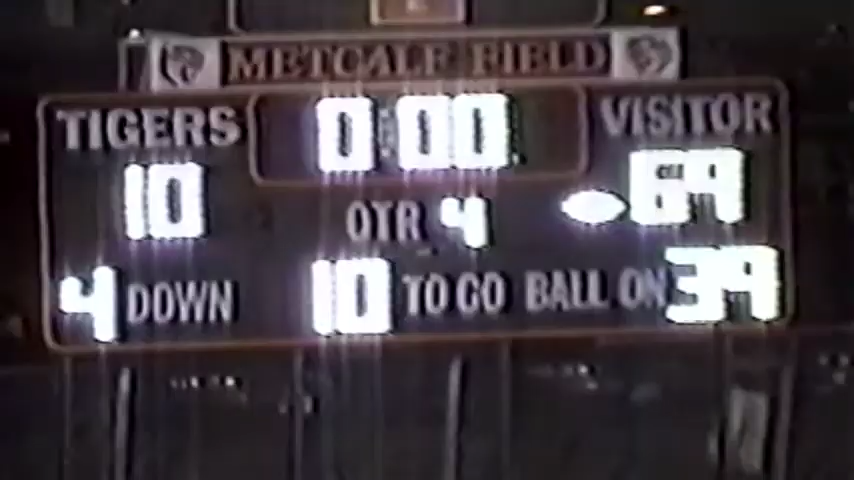 METCALF FIELD
TIGERS 0:00 VISITOR
10 QTR 4 69
4 DOWN 10 TO GO BALL ON 39